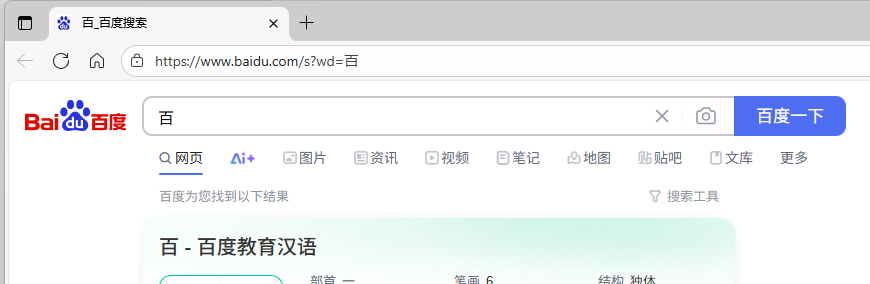 百_百度搜索
https://www.baidu.com/s?wd=百
Bai du 百度 百 百度一下
网页 Ai+ 图片 资讯 视频 笔记 地图 贴吧 文库 更多
百度为您找到以下结果 搜索工具
百 - 百度教育汉语
部首 一 笔画 6 结构 独体